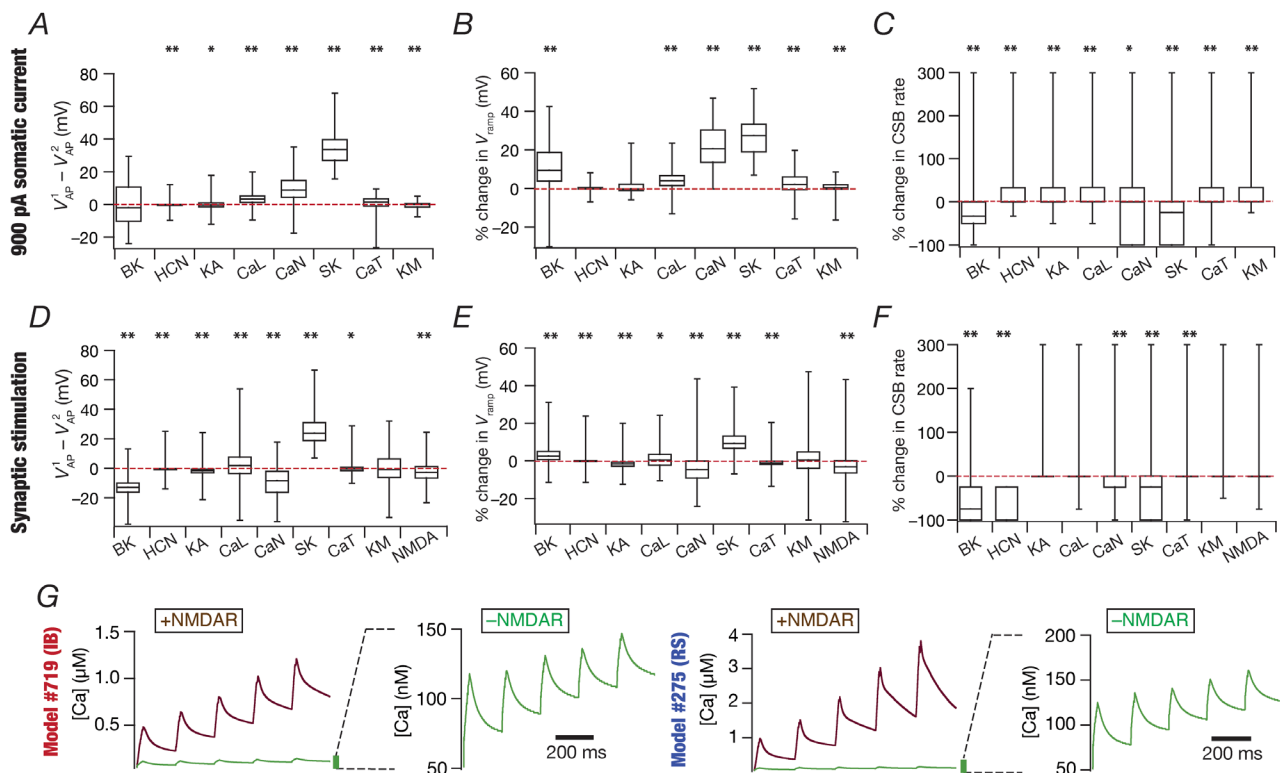 A
B
C
900 pA somatic current
** * ** ** ** ** **
** ** ** ** ** **
** ** ** ** * ** ** **
V¹AP – V²AP (mV)
80
60
40
20
0
−20
BK HCN KA CaL CaN SK CaT KM
% change in Vramp (mV)
60
40
20
0
−20
BK HCN KA CaL CaN SK CaT KM
% change in CSB rate
300
200
100
0
−100
BK HCN KA CaL CaN SK CaT KM
D
E
F
Synaptic stimulation
** ** ** ** ** ** * **
** ** ** * ** ** ** **
** ** ** ** **
V¹AP – V²AP (mV)
80
60
40
20
0
−20
BK HCN KA CaL CaN SK CaT KM NMDA
% change in Vramp (mV)
60
40
20
0
−20
BK HCN KA CaL CaN SK CaT KM NMDA
% change in CSB rate
300
200
100
0
−100
BK HCN KA CaL CaN SK CaT KM NMDA
G
Model #719 (IB)
+NMDAR
[Ca] (μM)
1.5
1.0
0.5
−NMDAR
[Ca] (nM)
150
100
50
200 ms
Model #275 (RS)
+NMDAR
[Ca] (μM)
4
3
2
1
−NMDAR
[Ca] (nM)
200
150
100
50
200 ms